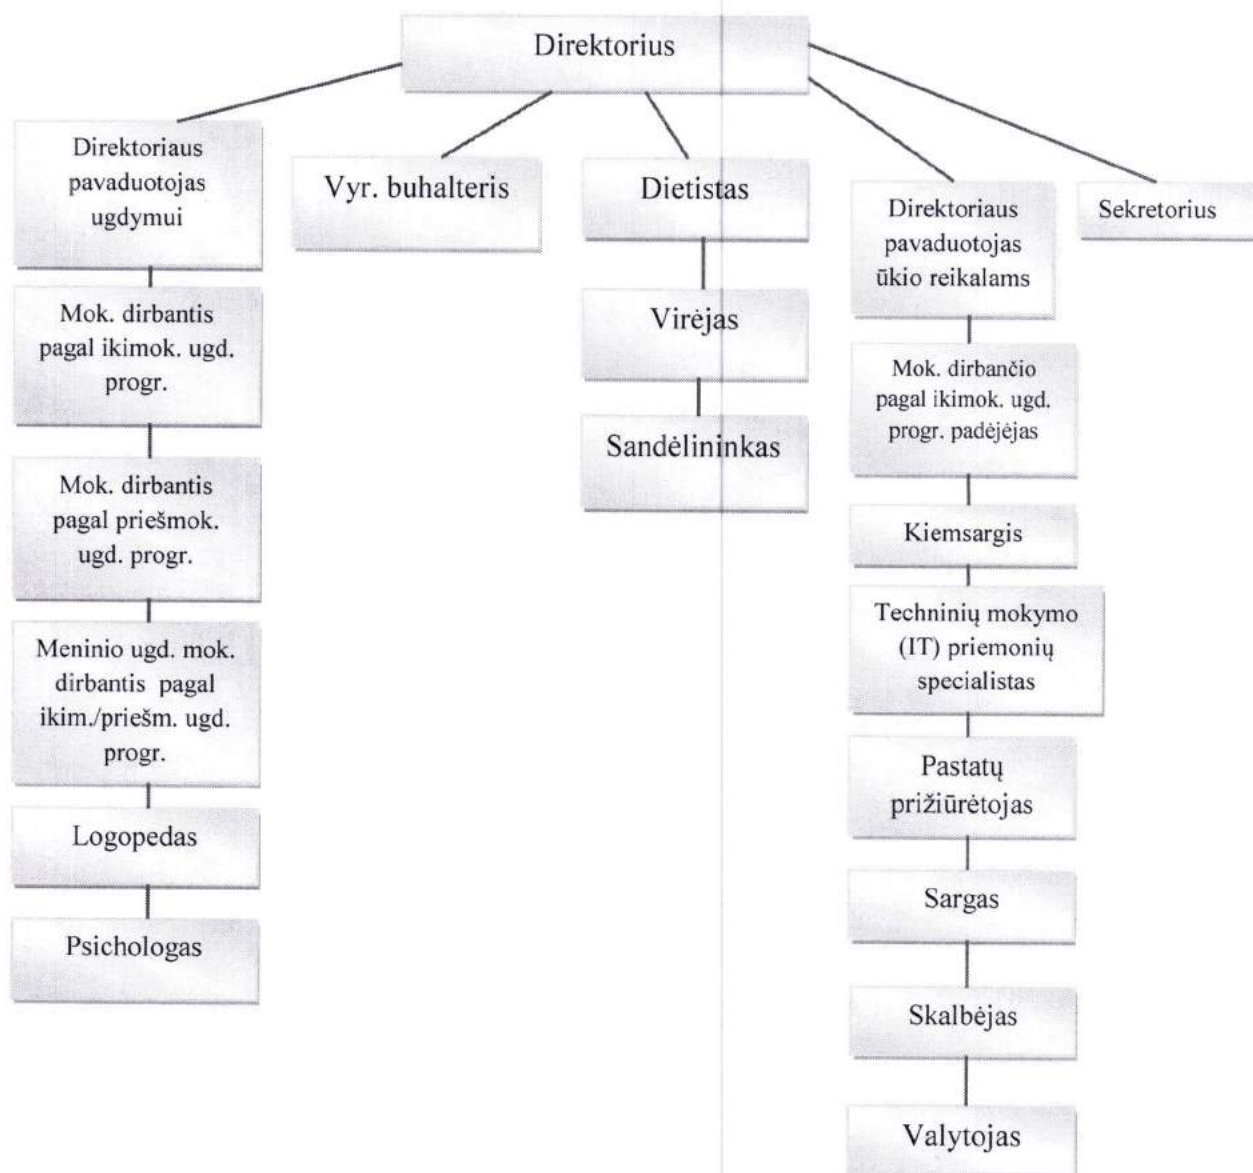 Direktorius
Direktoriaus
pavaduotojas
ugdymui
Mok. dirbantis
pagal ikimok. ugd.
progr.
Mok. dirbantis
pagal priešmok.
ugd. progr.
Meninio ugd. mok.
dirbantis pagal
ikim./priešm. ugd.
progr.
Logopedas
Psichologas
Vyr. buhalteris
Dietistas
Virėjas
Sandėlininkas
Direktoriaus
pavaduotojas
ūkio reikalams
Mok. dirbančio
pagal ikimok. ugd.
progr. padėjėjas
Kiemsargis
Techninių mokymo
(IT) priemonių
specialistas
Pastatų
prižiūrėtojas
Sargas
Skalbėjas
Valytojas
Sekretorius